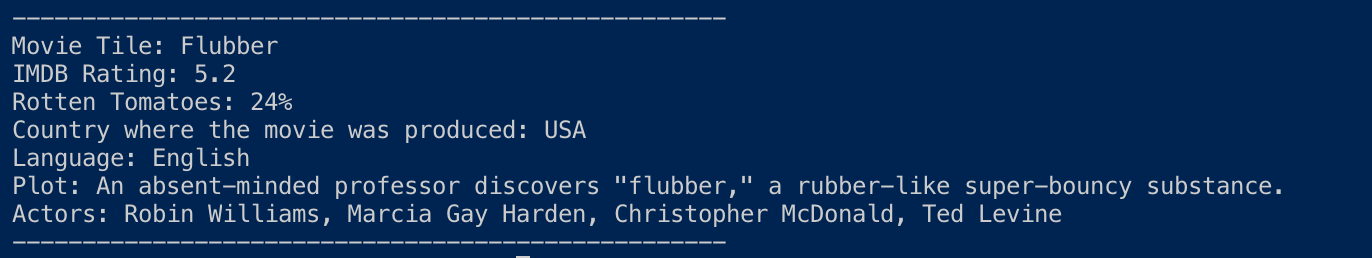 ---------------------------------------------------
Movie Tile: Flubber
IMDB Rating: 5.2
Rotten Tomatoes: 24%
Country where the movie was produced: USA
Language: English
Plot: An absent-minded professor discovers "flubber," a rubber-like super-bouncy substance.
Actors: Robin Williams, Marcia Gay Harden, Christopher McDonald, Ted Levine
---------------------------------------------------